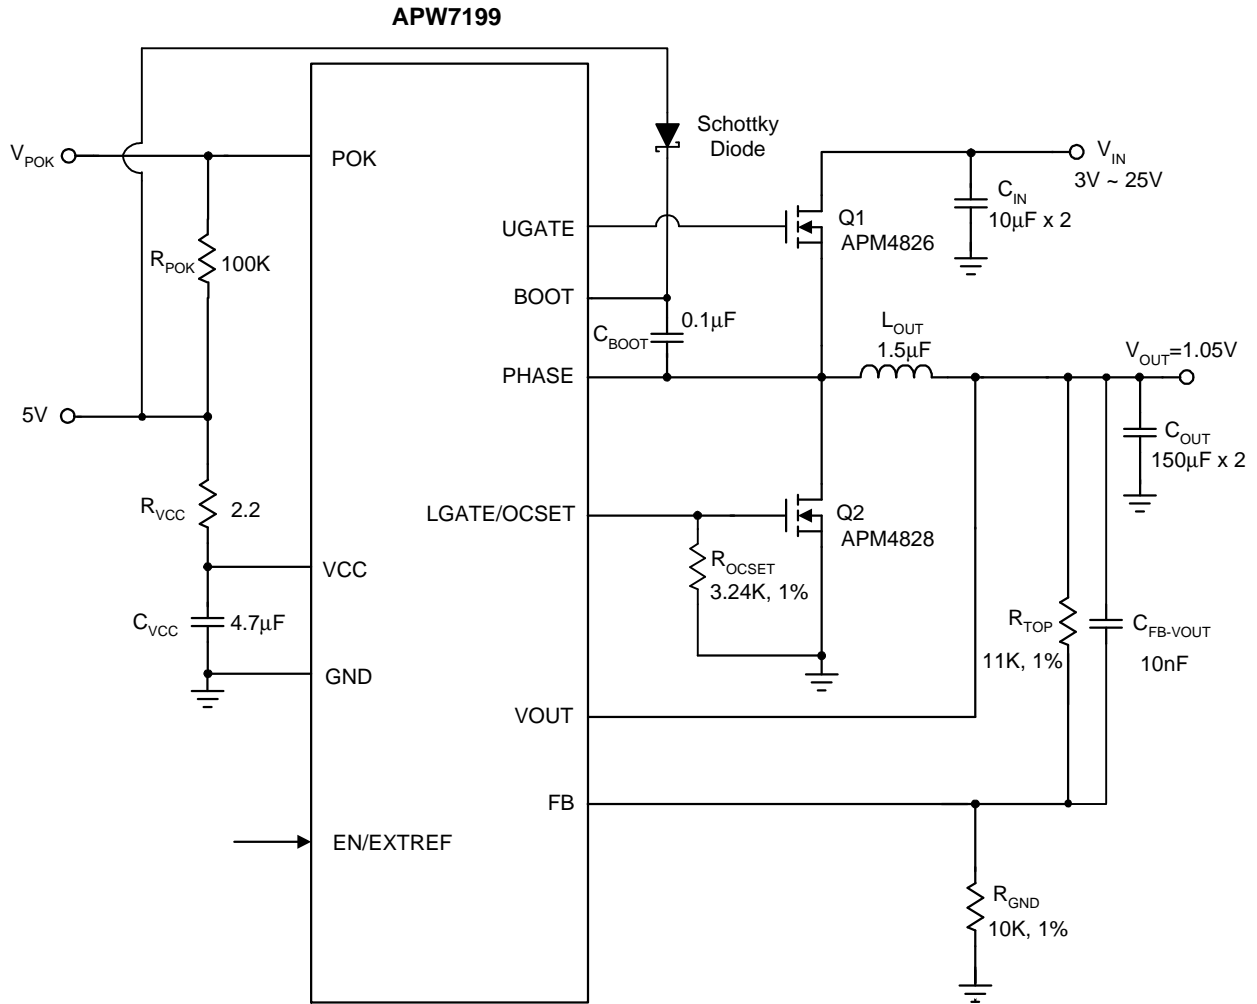 APW7199
Schottky
Diode
V_POK
POK
V_IN
3V ~ 25V
C_IN
10μF x 2
Q1
APM4826
UGATE
R_POK
100K
BOOT
0.1μF
C_BOOT
L_OUT
1.5μF
V_OUT=1.05V
PHASE
5V
C_OUT
150μF x 2
R_VCC
2.2
LGATE/OCSET
Q2
APM4828
R_OCSET
3.24K, 1%
VCC
C_VCC
4.7μF
R_TOP
11K, 1%
C_FB-VOUT
10nF
GND
VOUT
FB
EN/EXTREF
R_GND
10K, 1%